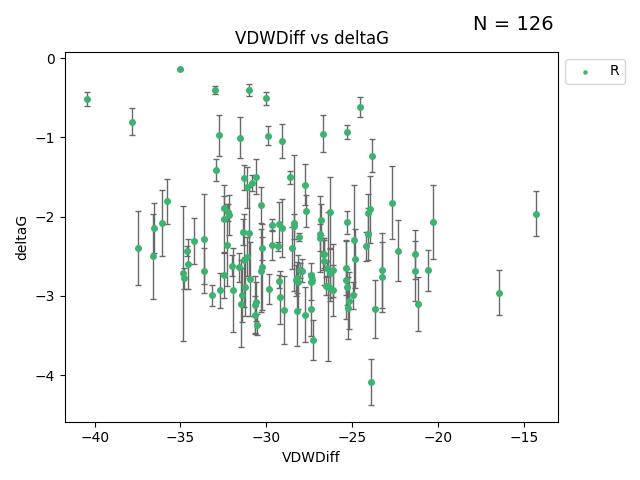 N = 126
VDWDiff vs deltaG
R
deltaG
0
−1
−2
−3
−4
−40 −35 −30 −25 −20 −15
VDWDiff